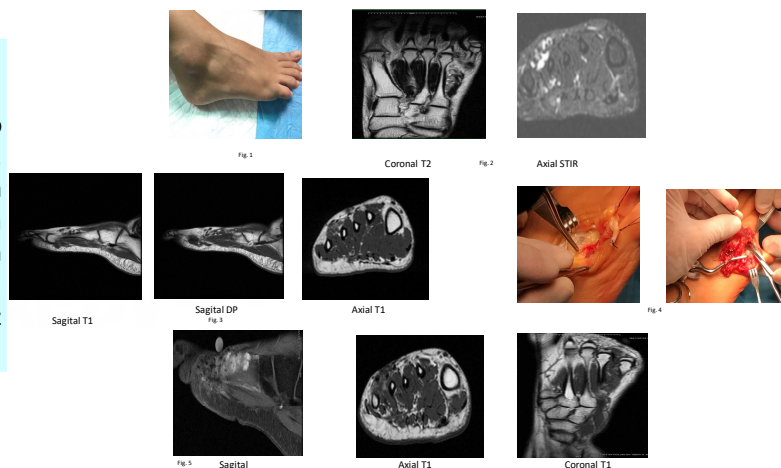 Fig. 1
Coronal T2
Fig. 2
Axial STIR
Sagital T1
Sagital DP
Fig. 3
Axial T1
Fig. 4
Fig. 5
Sagital
Axial T1
Coronal T1